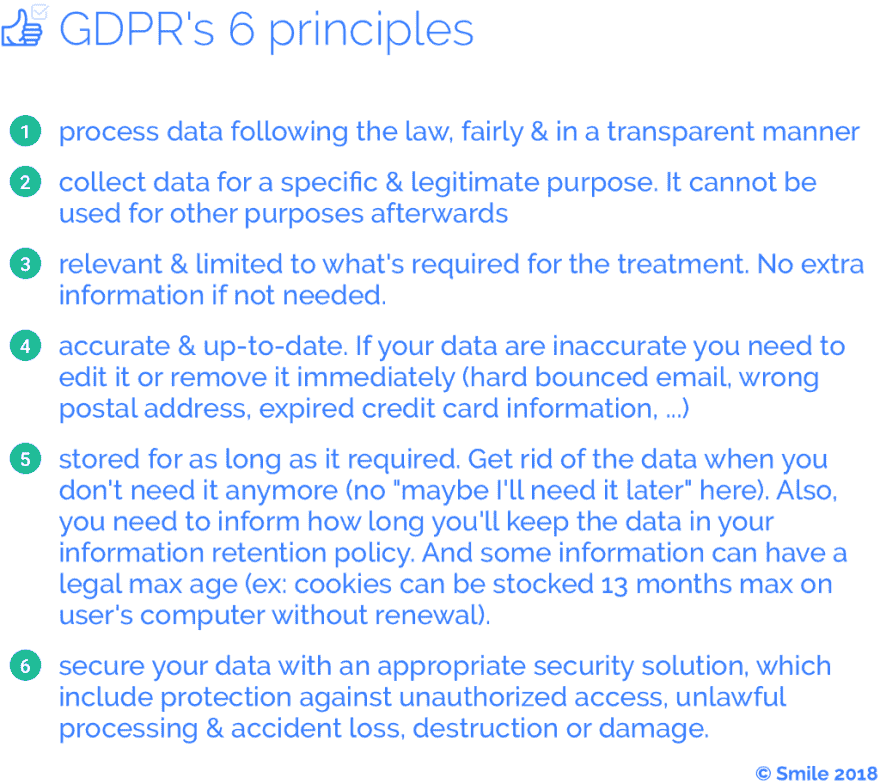 GDPR's 6 principles
1 process data following the law, fairly & in a transparent manner
2 collect data for a specific & legitimate purpose. It cannot be
used for other purposes afterwards
3 relevant & limited to what's required for the treatment. No extra
information if not needed.
4 accurate & up-to-date. If your data are inaccurate you need to
edit it or remove it immediately (hard bounced email, wrong
postal address, expired credit card information, ...)
5 stored for as long as it required. Get rid of the data when you
don't need it anymore (no "maybe I'll need it later" here). Also,
you need to inform how long you'll keep the data in your
information retention policy. And some information can have a
legal max age (ex: cookies can be stocked 13 months max on
user's computer without renewal).
6 secure your data with an appropriate security solution, which
include protection against unauthorized access, unlawful
processing & accident loss, destruction or damage.
© Smile 2018